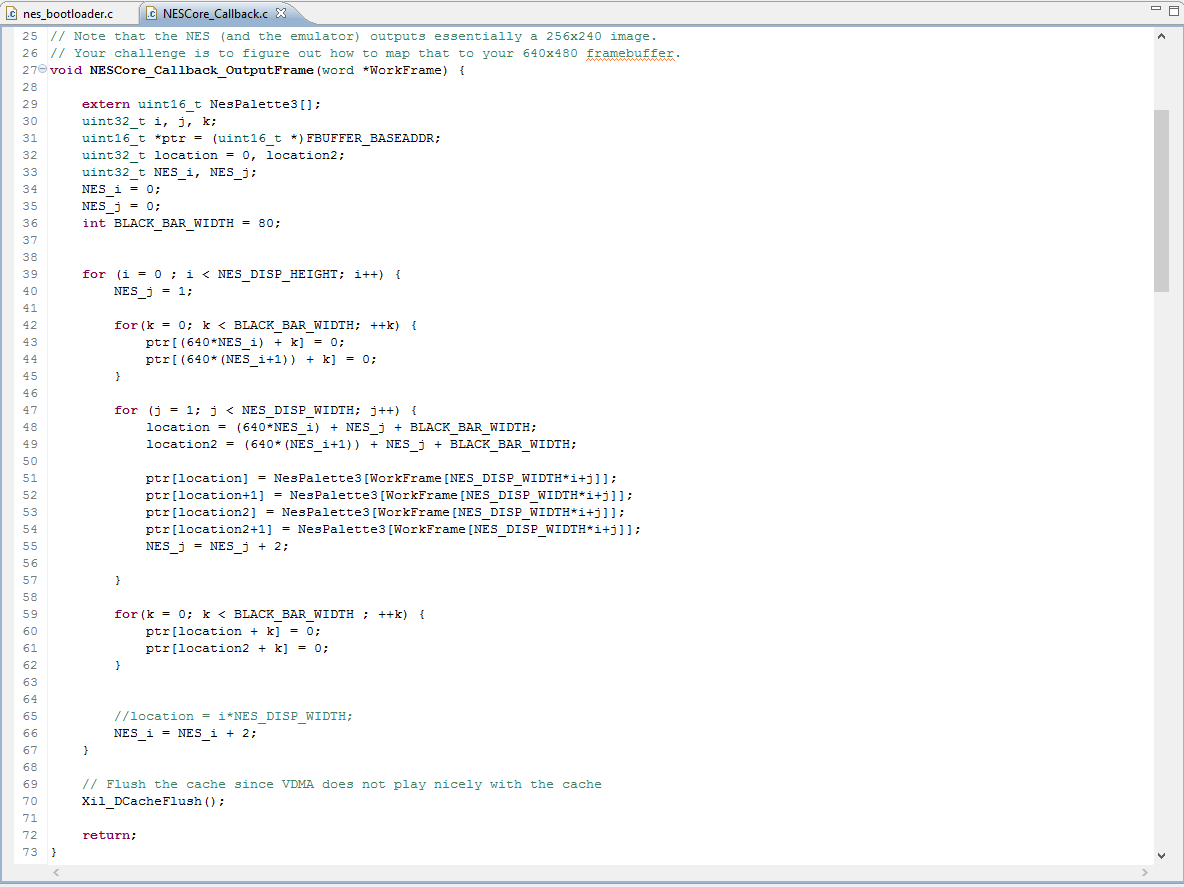 nes_bootloader.c NESCore_Callback.c
25 // Note that the NES (and the emulator) outputs essentially a 256x240 image.
26 // Your challenge is to figure out how to map that to your 640x480 framebuffer.
27 void NESCore_Callback_OutputFrame(word *WorkFrame) {
28
29 extern uint16_t NesPalette3[];
30 uint32_t i, j, k;
31 uint16_t *ptr = (uint16_t *)FBUFFER_BASEADDR;
32 uint32_t location = 0, location2;
33 uint32_t NES_i, NES_j;
34 NES_i = 0;
35 NES_j = 0;
36 int BLACK_BAR_WIDTH = 80;
37
38
39 for (i = 0 ; i < NES_DISP_HEIGHT; i++) {
40 NES_j = 1;
41
42 for(k = 0; k < BLACK_BAR_WIDTH; ++k) {
43 ptr[(640*NES_i) + k] = 0;
44 ptr[(640*(NES_i+1)) + k] = 0;
45 }
46
47 for (j = 1; j < NES_DISP_WIDTH; j++) {
48 location = (640*NES_i) + NES_j + BLACK_BAR_WIDTH;
49 location2 = (640*(NES_i+1)) + NES_j + BLACK_BAR_WIDTH;
50
51 ptr[location] = NesPalette3[WorkFrame[NES_DISP_WIDTH*i+j]];
52 ptr[location+1] = NesPalette3[WorkFrame[NES_DISP_WIDTH*i+j]];
53 ptr[location2] = NesPalette3[WorkFrame[NES_DISP_WIDTH*i+j]];
54 ptr[location2+1] = NesPalette3[WorkFrame[NES_DISP_WIDTH*i+j]];
55 NES_j = NES_j + 2;
56
57 }
58
59 for(k = 0; k < BLACK_BAR_WIDTH ; ++k) {
60 ptr[location + k] = 0;
61 ptr[location2 + k] = 0;
62 }
63
64
65 //location = i*NES_DISP_WIDTH;
66 NES_i = NES_i + 2;
67 }
68
69 // Flush the cache since VDMA does not play nicely with the cache
70 Xil_DCacheFlush();
71
72 return;
73 }